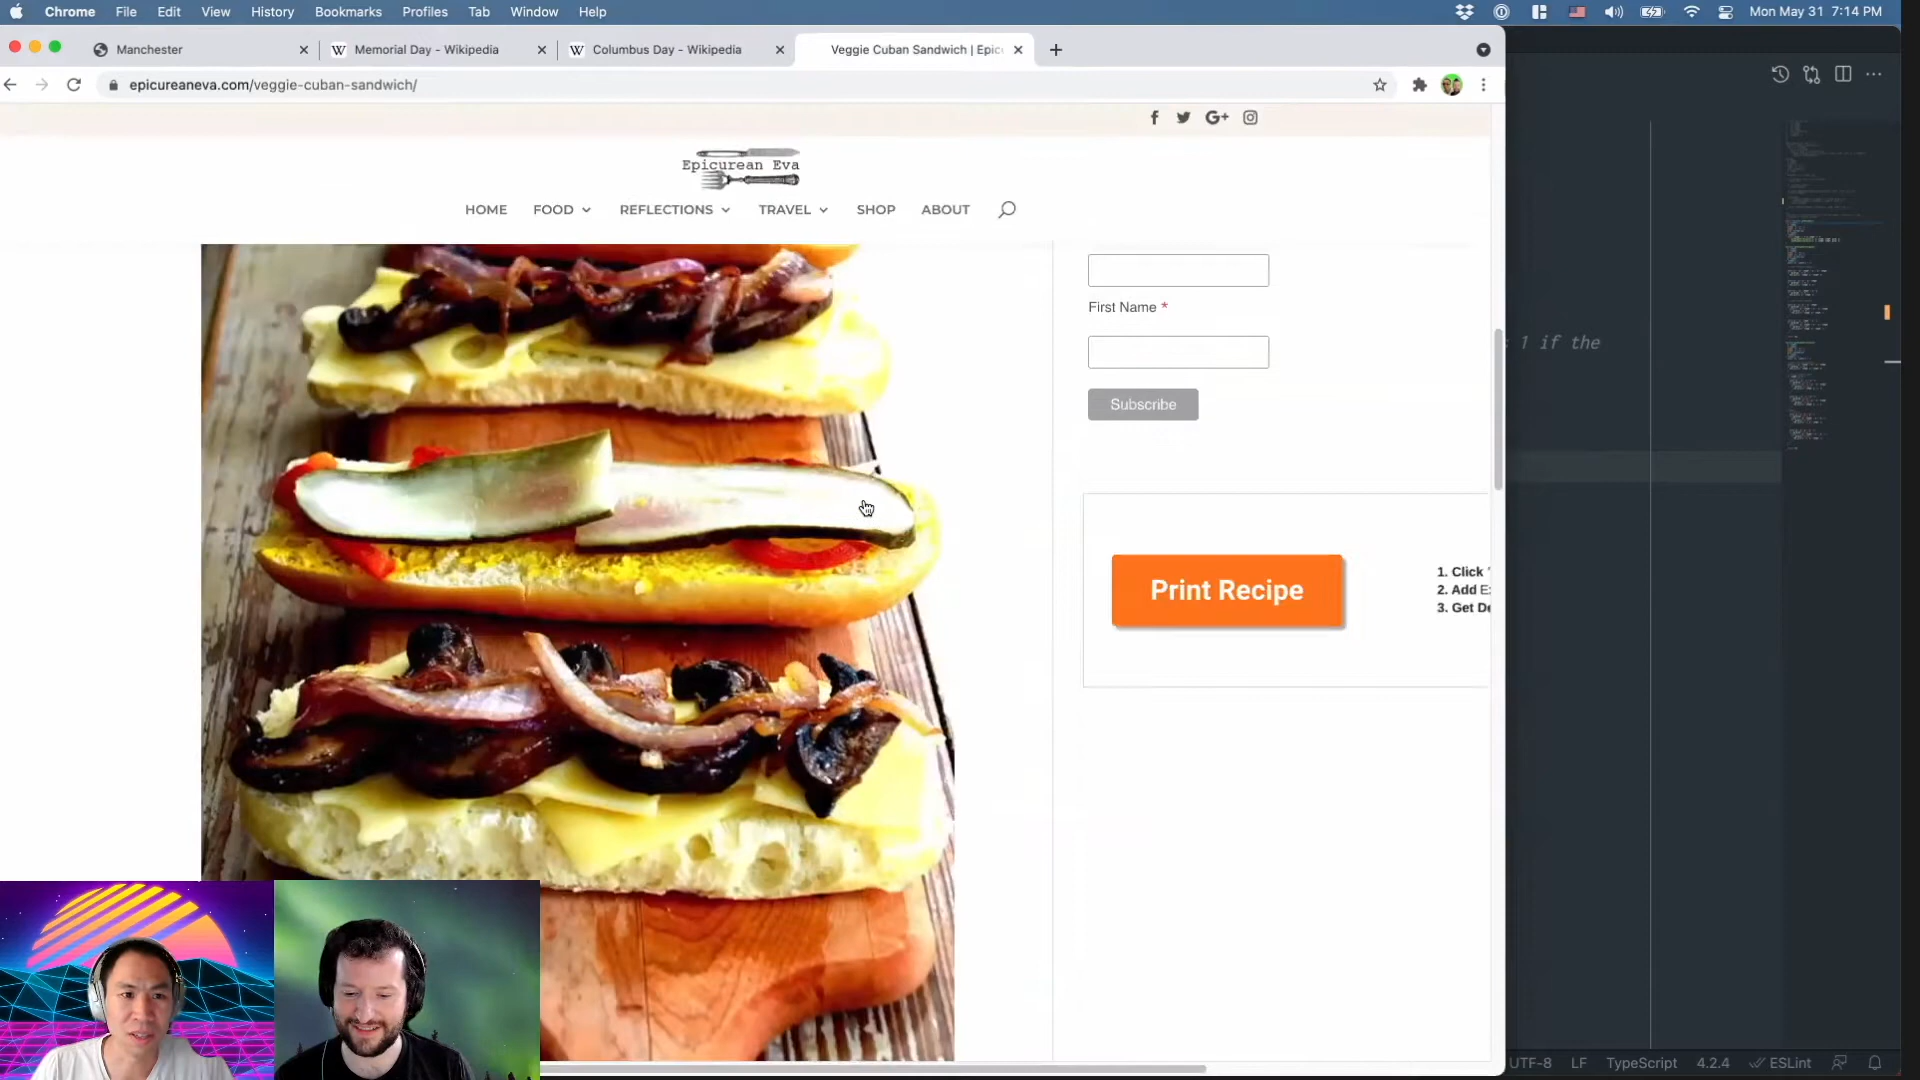 Chrome File Edit View History Bookmarks Profiles Tab Window Help
Mon May 31 7:14 PM
Manchester
Memorial Day - Wikipedia
Columbus Day - Wikipedia
Veggie Cuban Sandwich | Epic
epicureaneva.com/veggie-cuban-sandwich/
Epicurean Eva
HOME FOOD REFLECTIONS TRAVEL SHOP ABOUT
First Name *
Subscribe
Print Recipe
1. Click
2. Add
3. Get
1 if the
UTF-8 LF TypeScript 4.2.4 ESLint